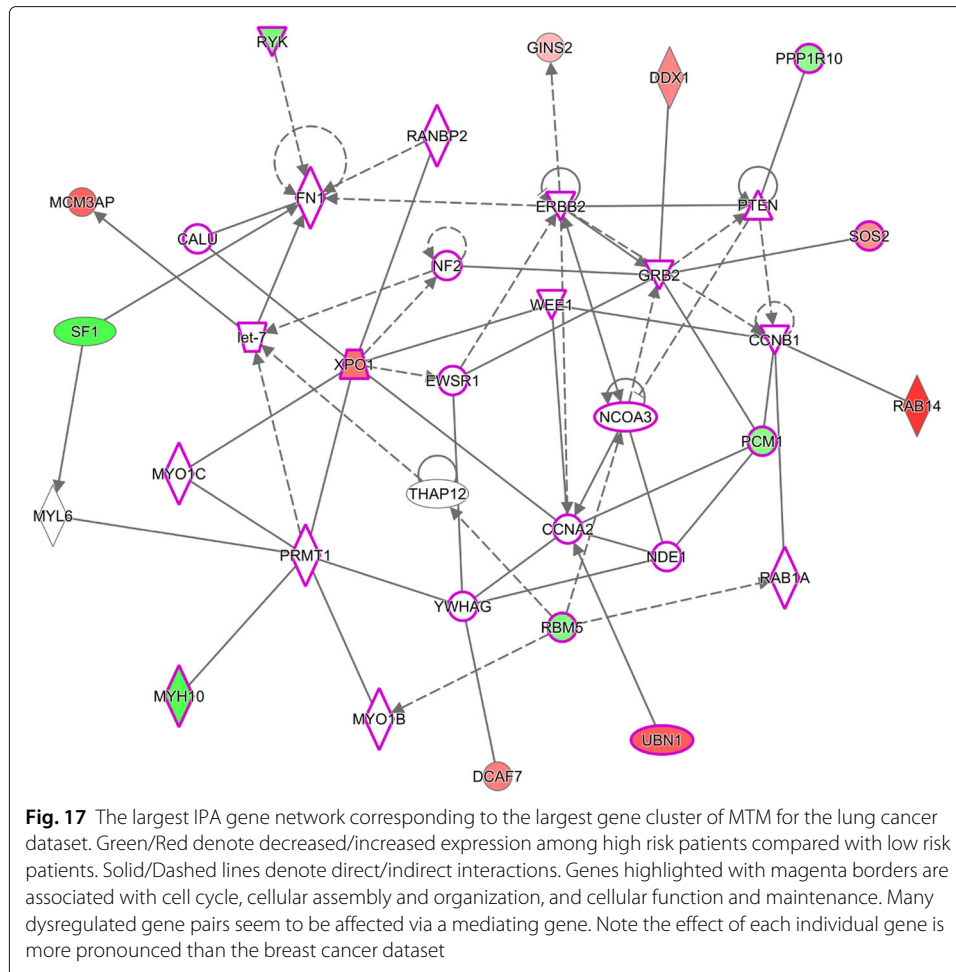 RYK
GINS2
DDX1
PPP1R10
RANBP2
MCM3AP
FN1
ERBB2
PTEN
CALU
SOS2
NF2
GRB2
WEE1
SF1
let-7
CCNB1
XPO1
EWSR1
RAB14
NCOA3
PCM1
MYO1C
THAP12
MYL6
CCNA2
PRMT1
NDE1
RAB1A
YWHAG
RBM5
MYH10
MYO1B
UBN1
DCAF7
Fig. 17 The largest IPA gene network corresponding to the largest gene cluster of MTM for the lung cancer
dataset. Green/Red denote decreased/increased expression among high risk patients compared with low risk
patients. Solid/Dashed lines denote direct/indirect interactions. Genes highlighted with magenta borders are
associated with cell cycle, cellular assembly and organization, and cellular function and maintenance. Many
dysregulated gene pairs seem to be affected via a mediating gene. Note the effect of each individual gene is
more pronounced than the breast cancer dataset